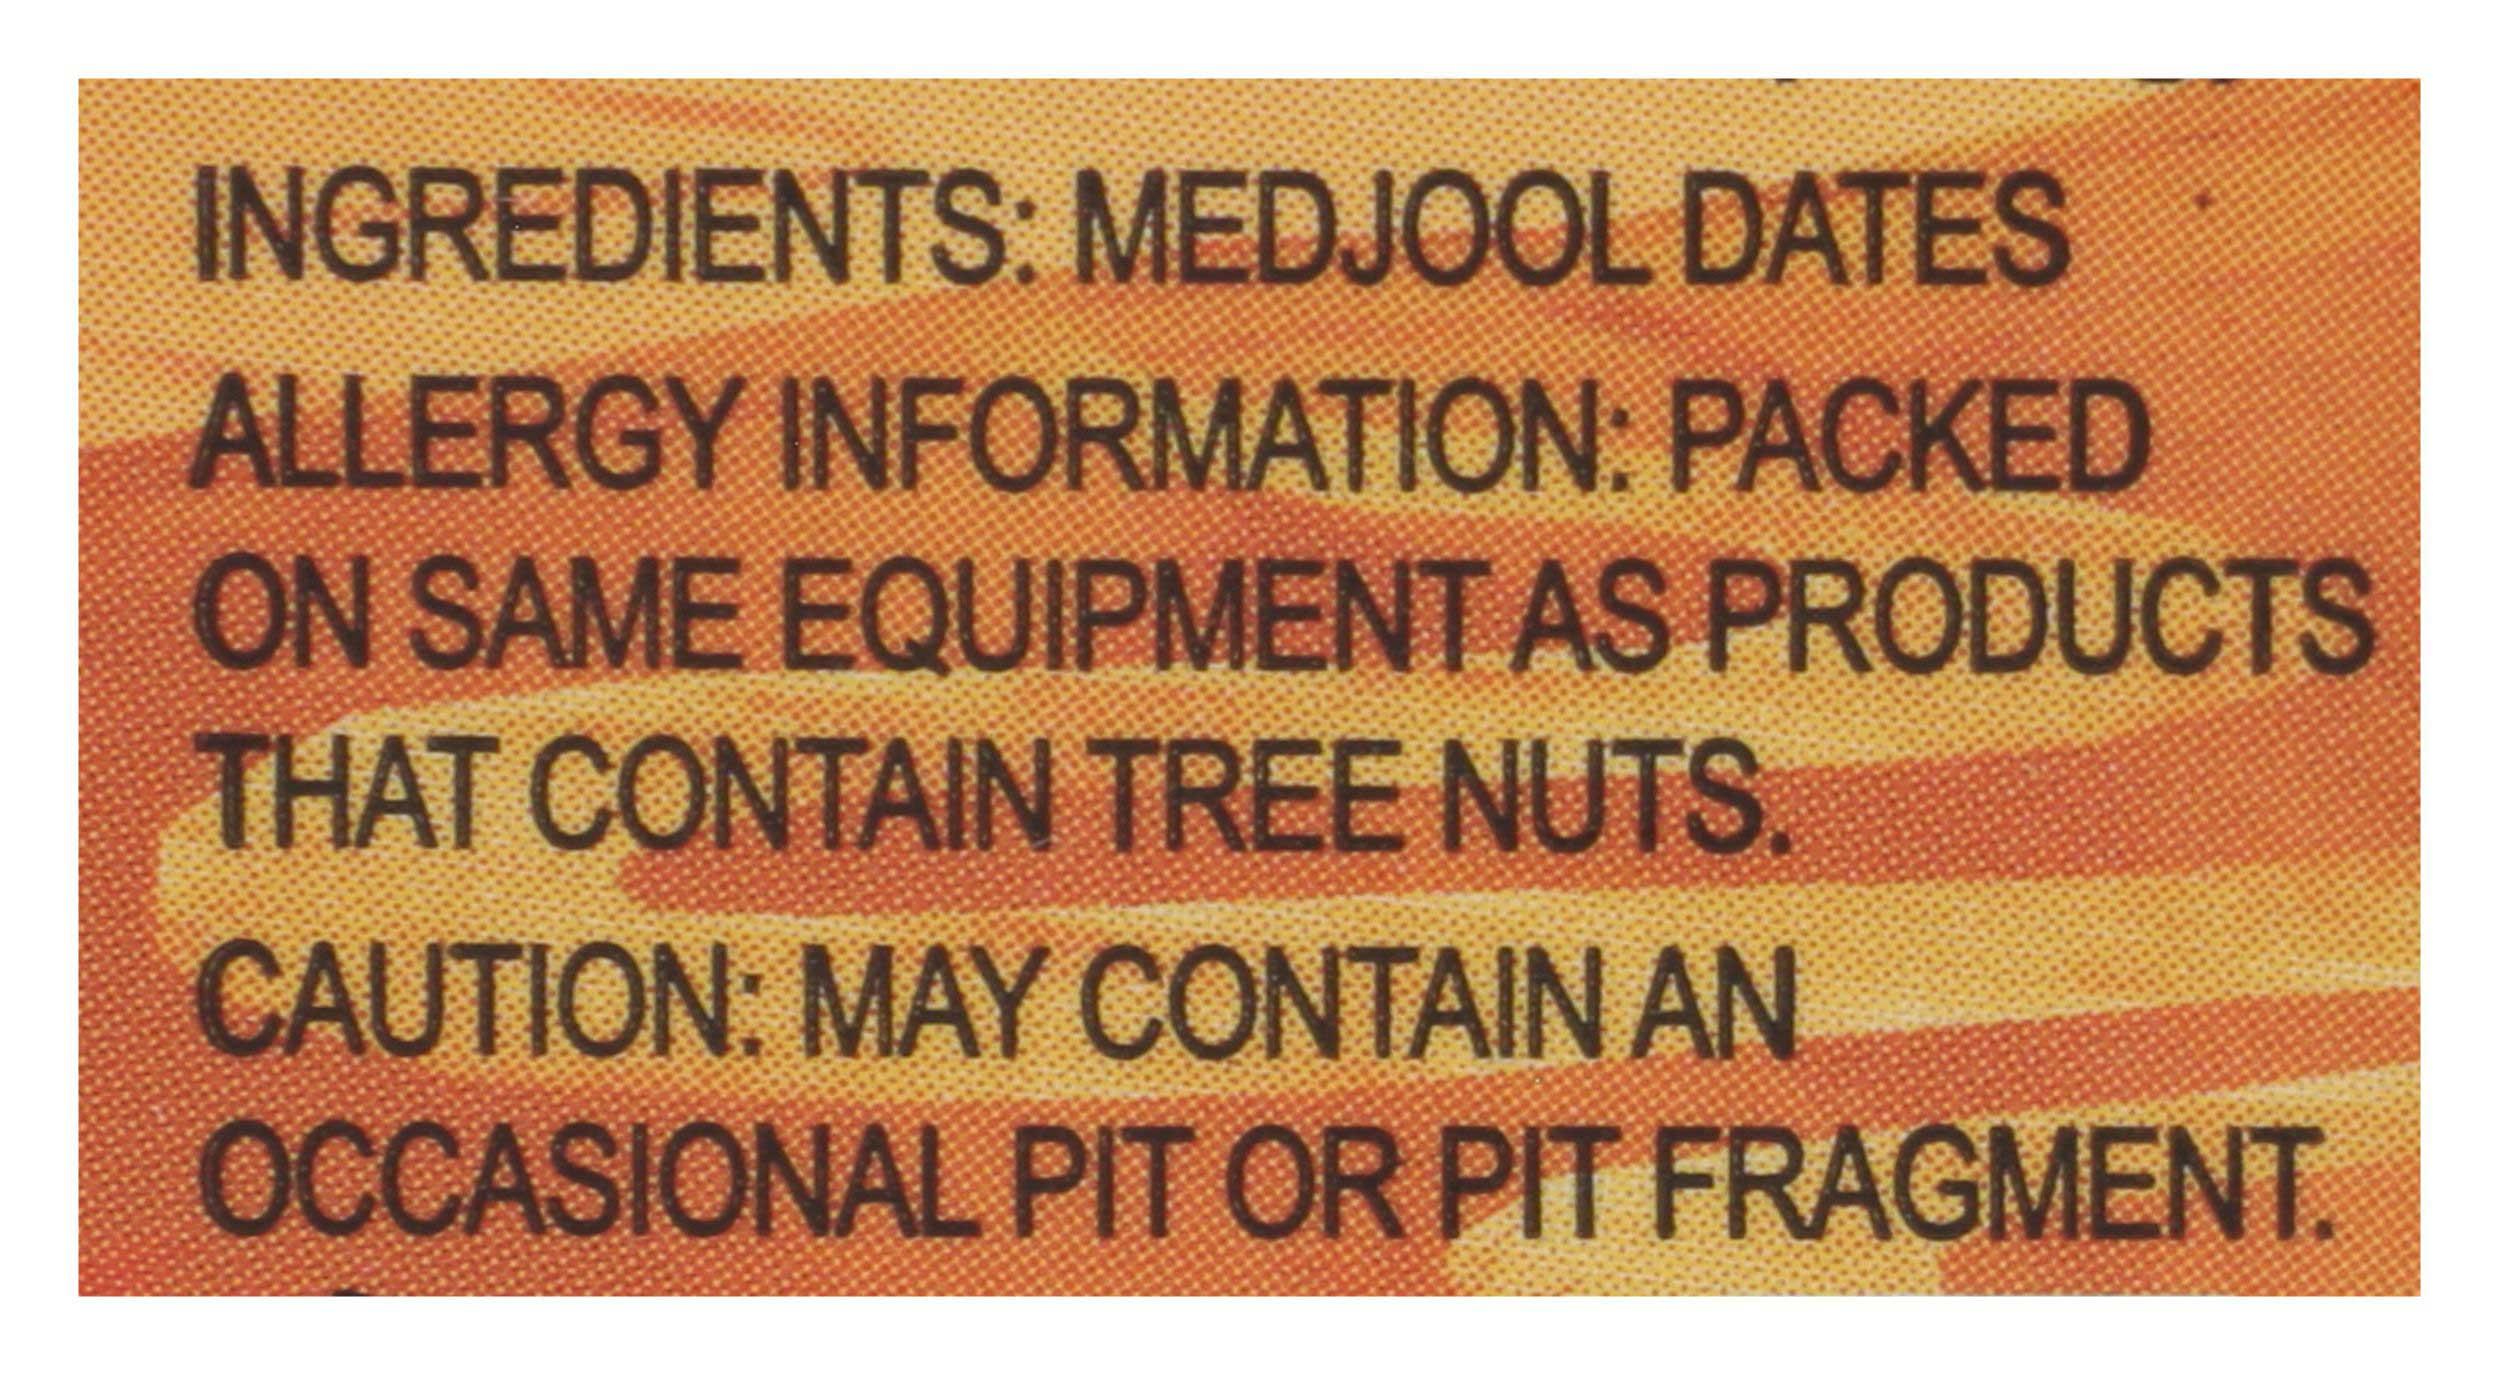 INGREDIENTS: MEDJOOL DATES
ALLERGY INFORMATION: PACKED
ON SAME EQUIPMENT AS PRODUCTS
THAT CONTAIN TREE NUTS.
CAUTION: MAY CONTAIN AN
OCCASIONAL PIT OR PIT FRAGMENT.